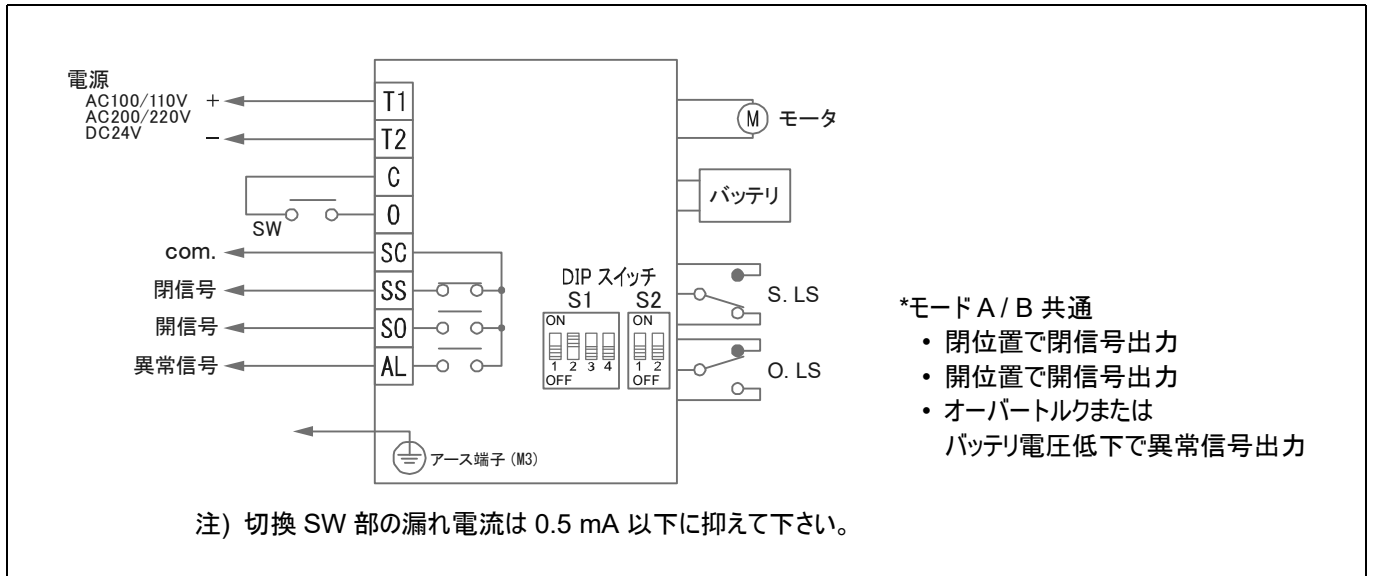 電源
AC100/110V +
AC200/220V
DC24V −
T1
T2
C
O
SW
com.
SC
閉信号
SS
開信号
SO
異常信号
AL
アース端子 (M3)
M モータ
バッテリ
DIP スイッチ
S1 S2
ON ON
1 2 3 4 1 2
OFF OFF
S. LS
O. LS
*モード A / B 共通
• 閉位置で閉信号出力
• 開位置で開信号出力
• オーバートルクまたは
バッテリ電圧低下で異常信号出力
注) 切換 SW 部の漏れ電流は 0.5 mA 以下に抑えて下さい。